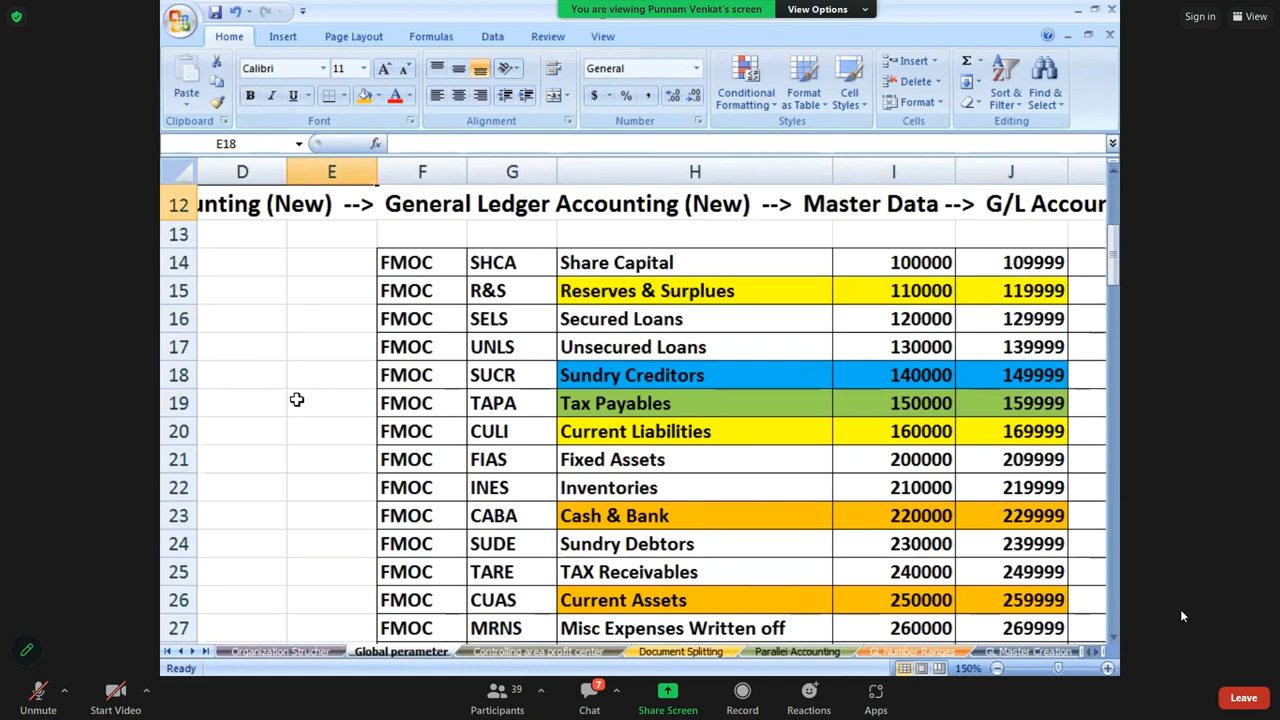 You are viewing Punnam Venkat's screen View Options
Sign in View
Home Insert Page Layout Formulas Data Review View
Paste
Calibri 11
General
Conditional Formatting
Format as Table
Cell Styles
Insert
Delete
Format
Σ
Sort & Filter
Find & Select
B I U A
$ % ,
Clipboard Font Alignment Number Styles Cells Editing
E18 fx
D E F G H I J
12 unting (New) --> General Ledger Accounting (New) --> Master Data --> G/L Accour
13
14 FMOC SHCA Share Capital 100000 109999
15 FMOC R&S Reserves & Surplues 110000 119999
16 FMOC SELS Secured Loans 120000 129999
17 FMOC UNLS Unsecured Loans 130000 139999
18 FMOC SUCR Sundry Creditors 140000 149999
19 FMOC TAPA Tax Payables 150000 159999
20 FMOC CULI Current Liabilities 160000 169999
21 FMOC FIAS Fixed Assets 200000 209999
22 FMOC INES Inventories 210000 219999
23 FMOC CABA Cash & Bank 220000 229999
24 FMOC SUDE Sundry Debtors 230000 239999
25 FMOC TARE TAX Receivables 240000 249999
26 FMOC CUAS Current Assets 250000 259999
27 FMOC MRNS Misc Expenses Written off 260000 269999
Organization Strucher Global perameter Controlling area profit center Document Splitting Parallel Accounting GL Number Ranges GL Master Creation
Ready 150%
Unmute Start Video Participants 39 Chat 7 Share Screen Record Reactions Apps Leave